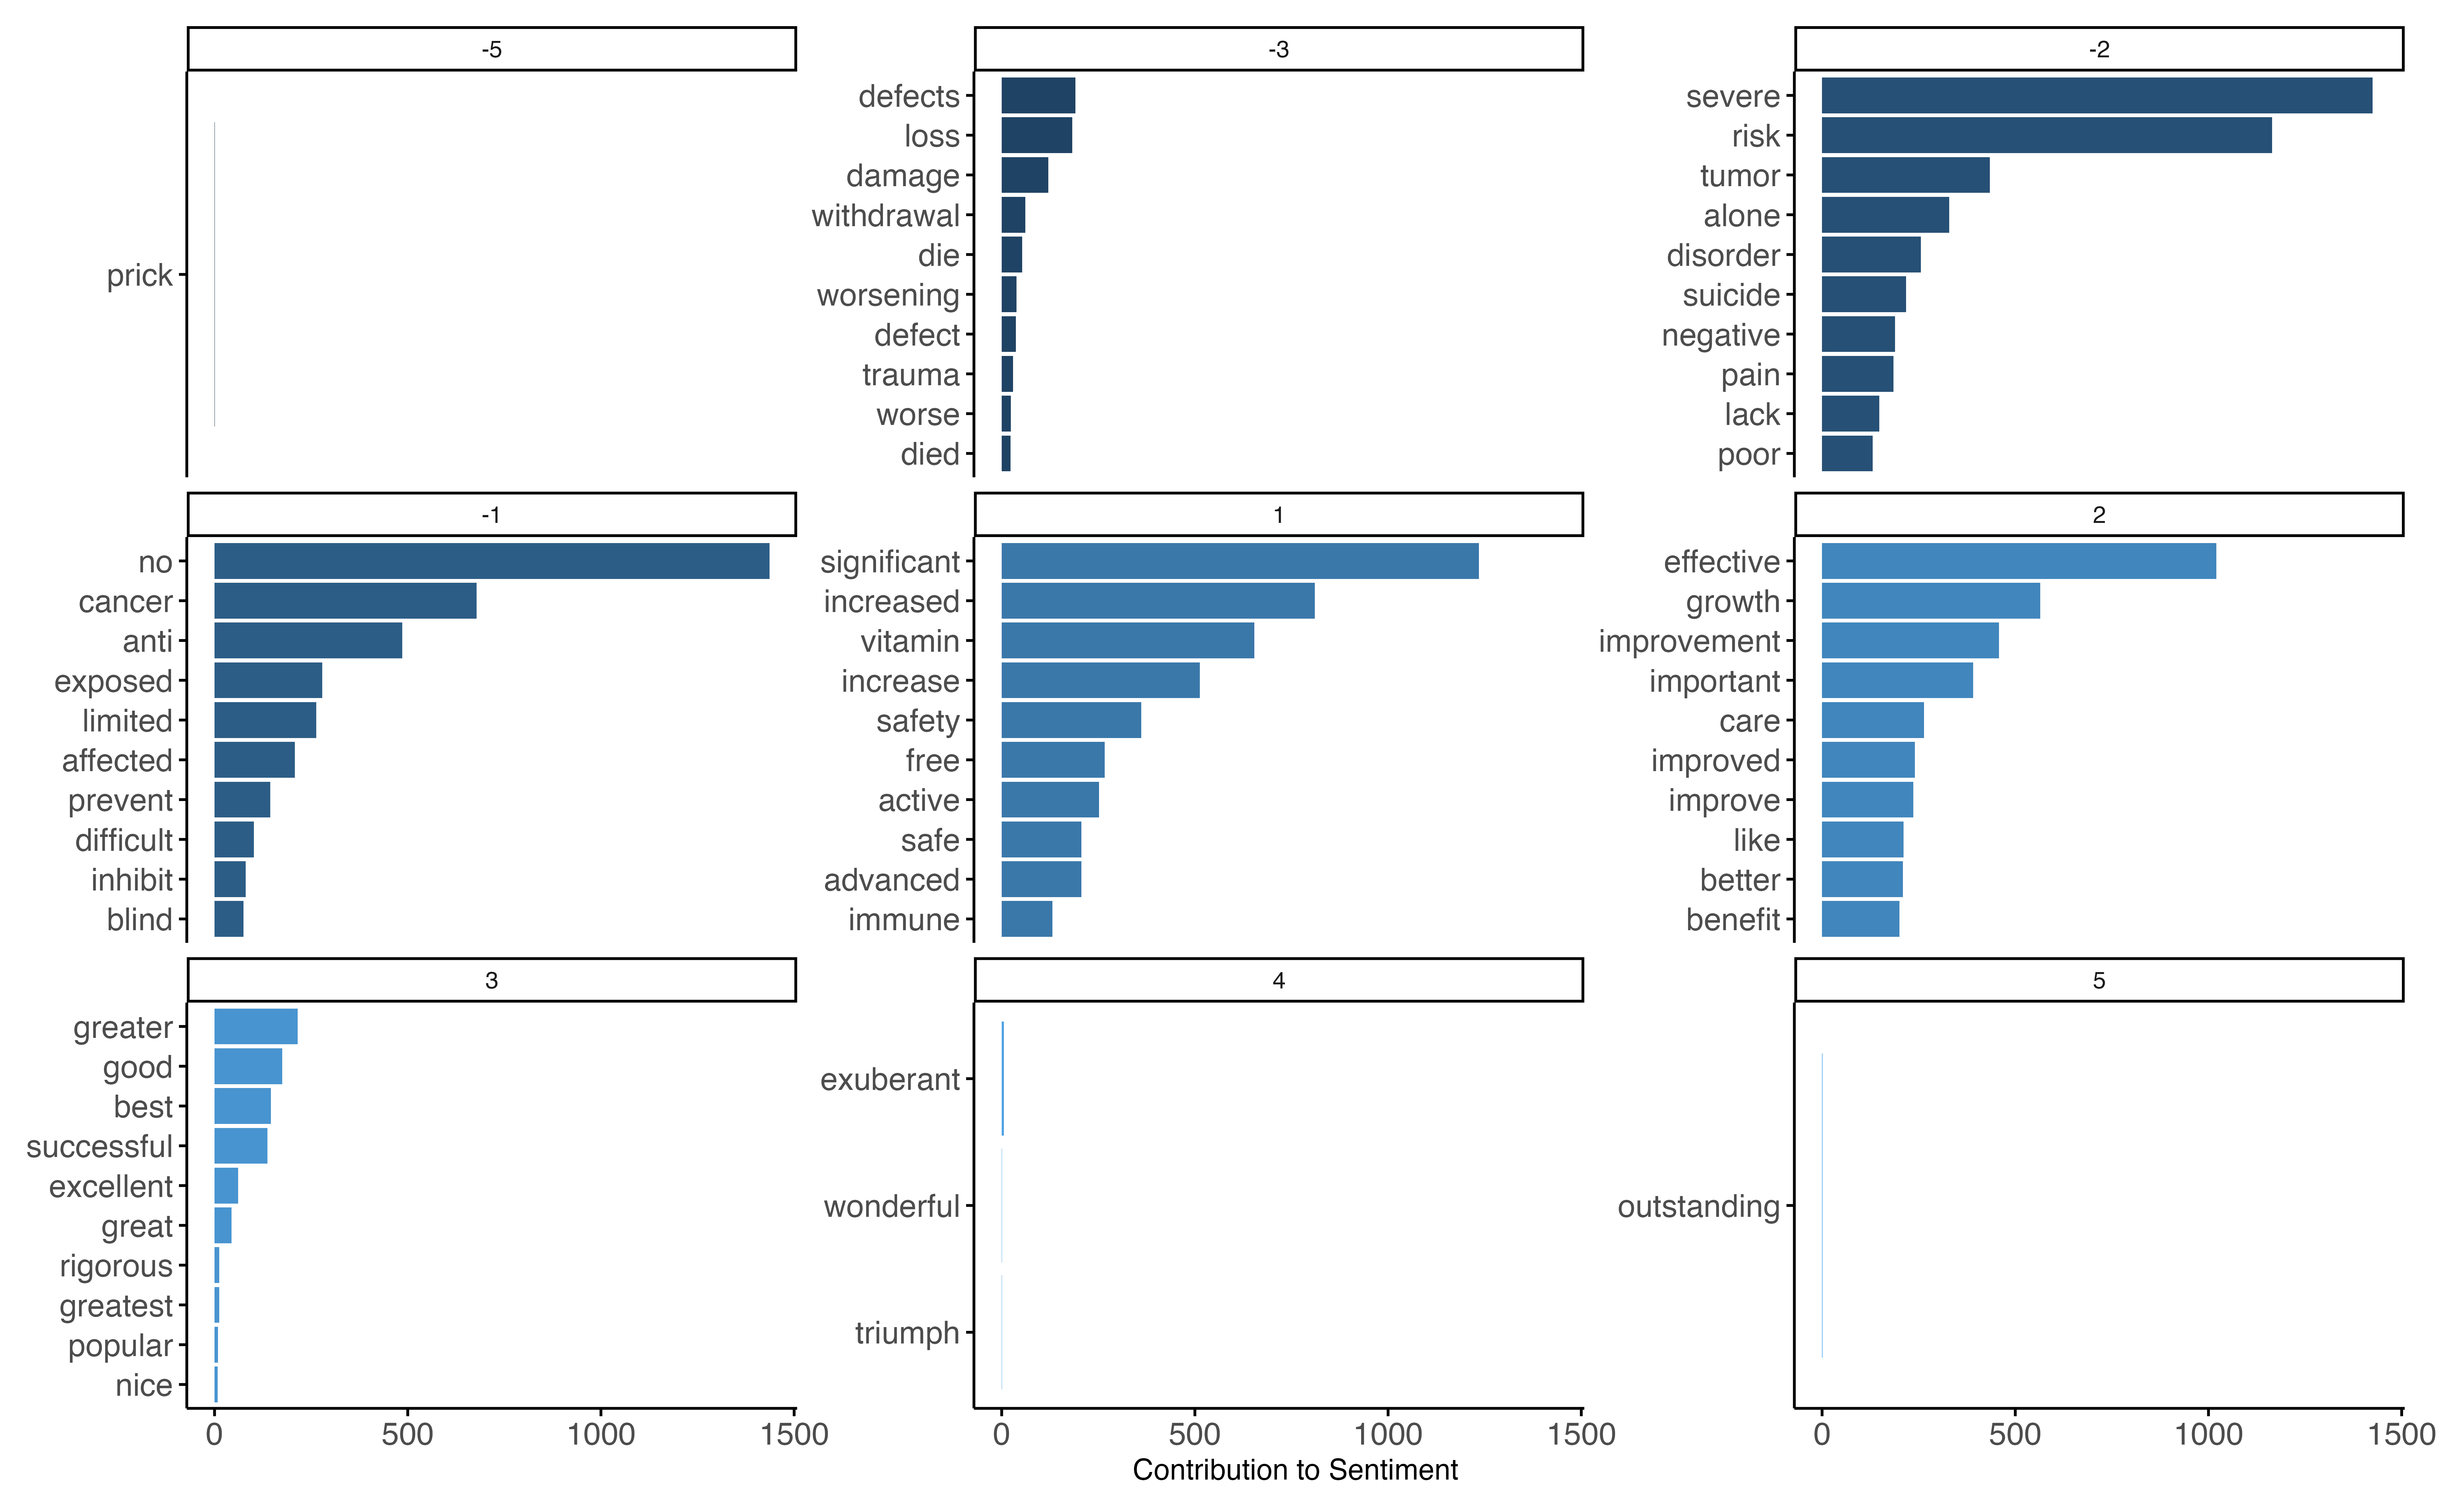 -5
prick
-3
defects
loss
damage
withdrawal
die
worsening
defect
trauma
worse
died
-2
severe
risk
tumor
alone
disorder
suicide
negative
pain
lack
poor
-1
no
cancer
anti
exposed
limited
affected
prevent
difficult
inhibit
blind
1
significant
increased
vitamin
increase
safety
free
active
safe
advanced
immune
2
effective
growth
improvement
important
care
improved
improve
like
better
benefit
3
greater
good
best
successful
excellent
great
rigorous
greatest
popular
nice
0 500 1000 1500
4
exuberant
wonderful
triumph
0 500 1000 1500
5
outstanding
0 500 1000 1500
Contribution to Sentiment